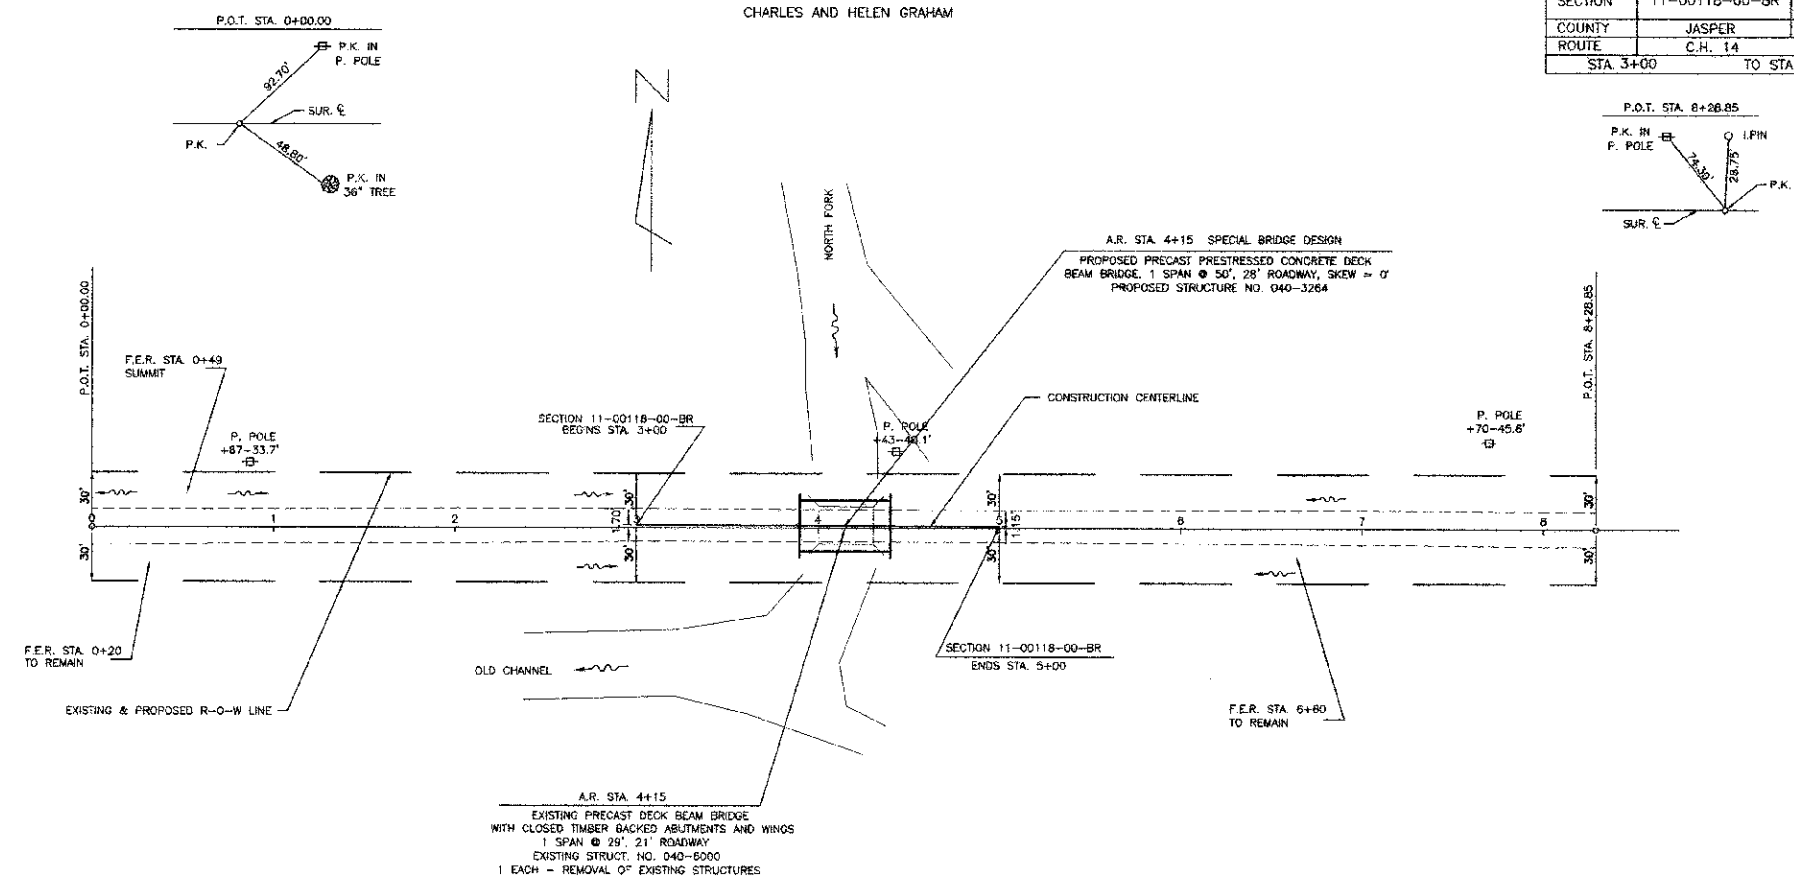 CHARLES AND HELEN GRAHAM
SECTION 11-00118-00-BR
COUNTY JASPER
ROUTE C.H. 14
STA. 3+00 TO STA
P.O.T. STA. 0+00.00
P.K. IN
P. POLE
92.70'
SUR. ℄
P.K.
48.80'
P.K. IN
36" TREE
P.O.T. STA. 8+28.85
P.K. IN
P. POLE
I.PIN
74.30'
28.75'
P.K.
SUR. ℄
N
NORTH FORK
A.R. STA. 4+15 SPECIAL BRIDGE DESIGN
PROPOSED PRECAST PRESTRESSED CONCRETE DECK
BEAM BRIDGE, 1 SPAN @ 50', 28' ROADWAY, SKEW = 0°
PROPOSED STRUCTURE NO. 040-3264
P.O.T. STA. 0+00.00
P.O.T. STA. 8+28.85
F.E.R. STA. 0+49
SUMMIT
P. POLE
+87-33.7'
SECTION 11-00118-00-BR
BEGINS STA. 3+00
CONSTRUCTION CENTERLINE
P. POLE
P. POLE
+70-45.8'
30'
30'
30'
30'
0
1
2
3
4
5
6
7
8
1.70'
1.15'
30'
30'
30'
30'
F.E.R. STA. 0+20
TO REMAIN
EXISTING & PROPOSED R-O-W LINE
OLD CHANNEL
SECTION 11-00118-00-BR
ENDS STA. 5+00
F.E.R. STA. 6+60
TO REMAIN
A.R. STA. 4+15
EXISTING PRECAST DECK BEAM BRIDGE
WITH CLOSED TIMBER BACKED ABUTMENTS AND WINGS
1 SPAN @ 29', 21' ROADWAY
EXISTING STRUCT. NO. 040-6000
1 EACH - REMOVAL OF EXISTING STRUCTURES